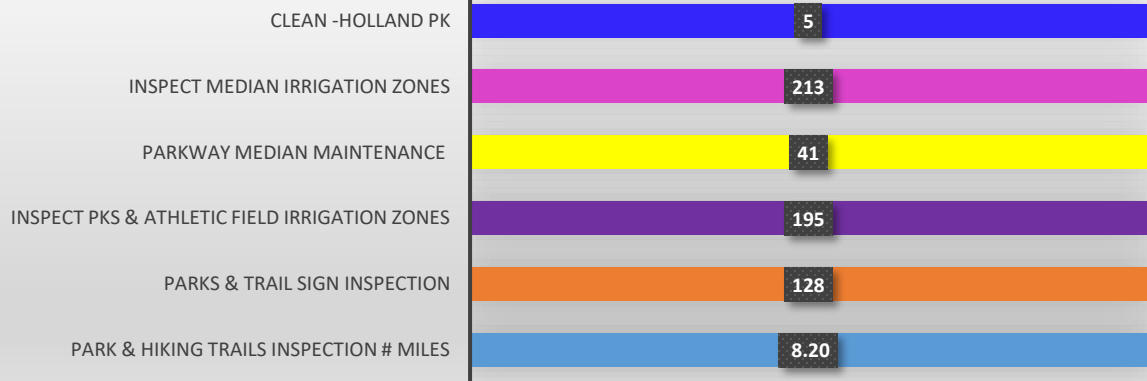 CLEAN -HOLLAND PK 5
INSPECT MEDIAN IRRIGATION ZONES 213
PARKWAY MEDIAN MAINTENANCE 41
INSPECT PKS & ATHLETIC FIELD IRRIGATION ZONES 195
PARKS & TRAIL SIGN INSPECTION 128
PARK & HIKING TRAILS INSPECTION # MILES 8.20